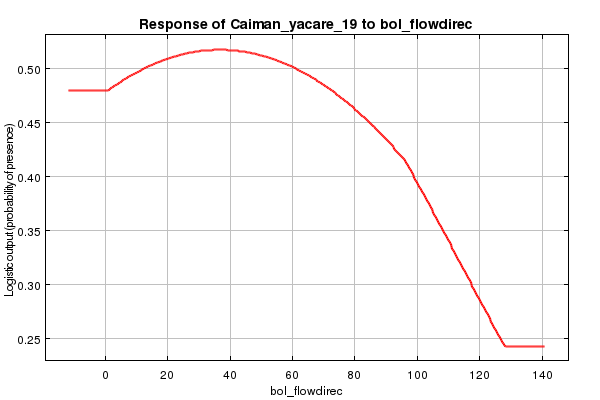 Response of Caiman_yacare_19 to bol_flowdirec
Logistic output (probability of presence)
0.50
0.45
0.40
0.35
0.30
0.25
0 20 40 60 80 100 120 140
bol_flowdirec